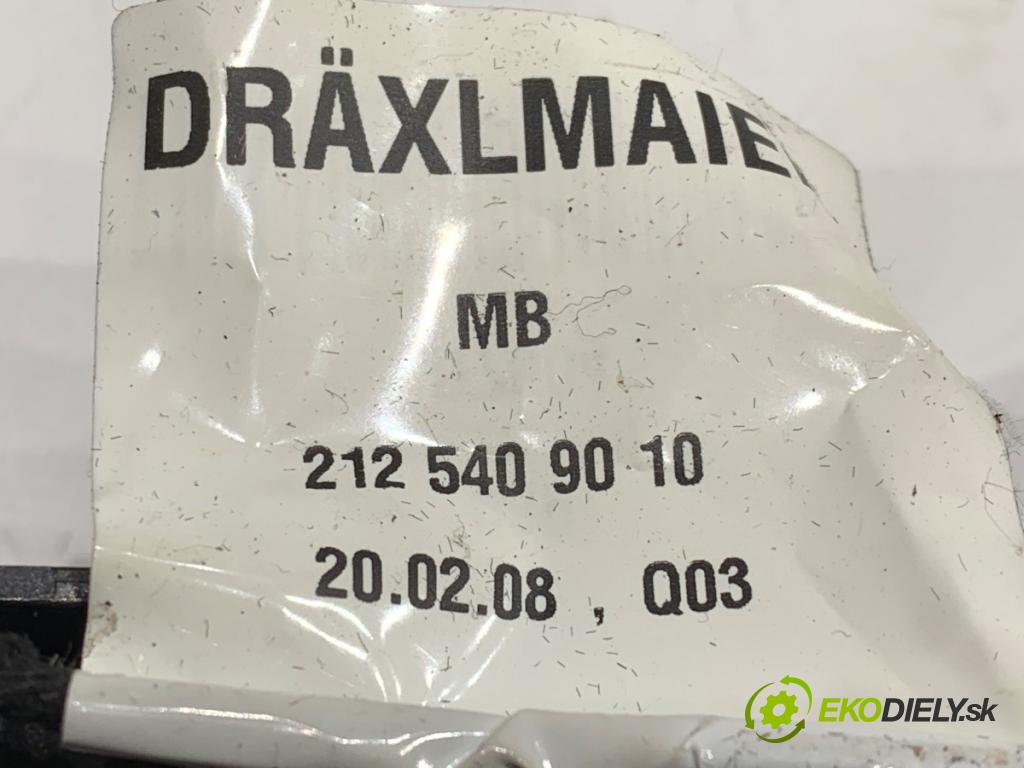 DRÄXLMAIE
MB
212 540 90 10
20.02.08 , Q03
EKODIELY.sk